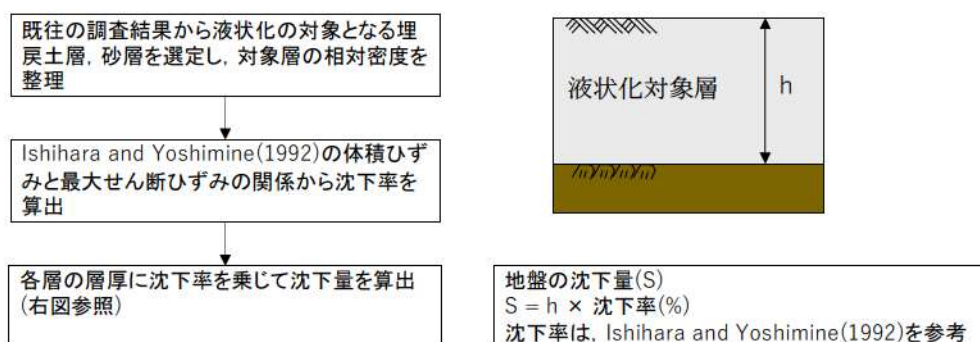 既往の調査結果から液状化の対象となる埋
戻土層，砂層を選定し，対象層の相対密度を
整理
Ishihara and Yoshimine(1992)の体積ひず
みと最大せん断ひずみの関係から沈下率を
算出
各層の層厚に沈下率を乗じて沈下量を算出
(右図参照)
液状化対象層
h
地盤の沈下量(S)
S = h × 沈下率(%)
沈下率は，Ishihara and Yoshimine(1992)を参考